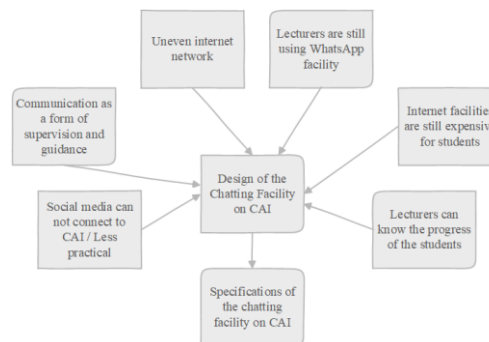 Uneven internet
network
Lecturers are still
using WhatsApp
facility
Communication as
a form of
supervision and
guidance
Internet facilities
are still expensive
for students
Design of the
Chatting Facility
on CAI
Social media can
not connect to
CAI / Less
practical
Lecturers can
know the progress
of the students
Specifications of
the chatting
facility on CAI